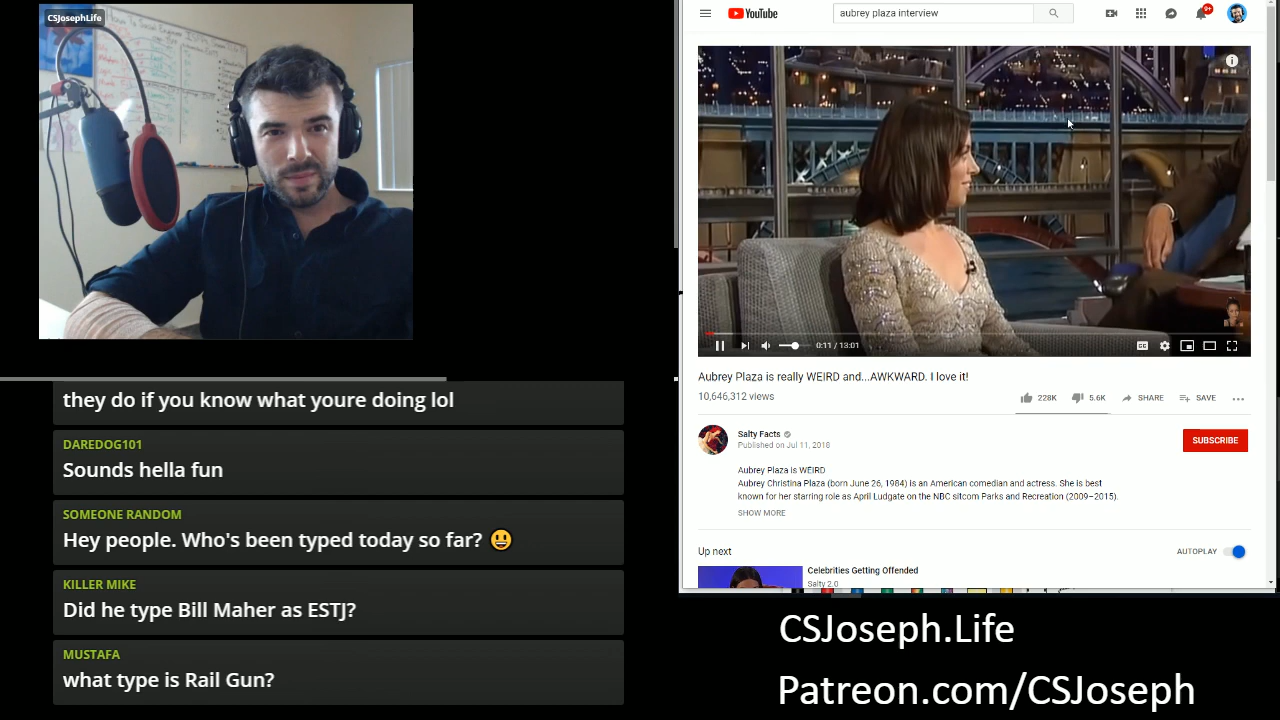 CSJosephLife
they do if you know what youre doing lol
DAREDOG101
Sounds hella fun
SOMEONE RANDOM
Hey people. Who's been typed today so far? 😃
KILLER MIKE
Did he type Bill Maher as ESTJ?
MUSTAFA
what type is Rail Gun?
YouTube
aubrey plaza interview
9+
0:11 / 13:01
Aubrey Plaza is really WEIRD and...AWKWARD. I love it!
10,646,312 views
228K
5.6K
SHARE
SAVE
Salty Facts
Published on Jul 11, 2018
SUBSCRIBE
Aubrey Plaza is WEIRD
Aubrey Christina Plaza (born June 26, 1984) is an American comedian and actress. She is best
known for her starring role as April Ludgate on the NBC sitcom Parks and Recreation (2009–2015).
SHOW MORE
Up next
AUTOPLAY
Celebrities Getting Offended
Salty 2.0
CSJoseph.Life
Patreon.com/CSJoseph